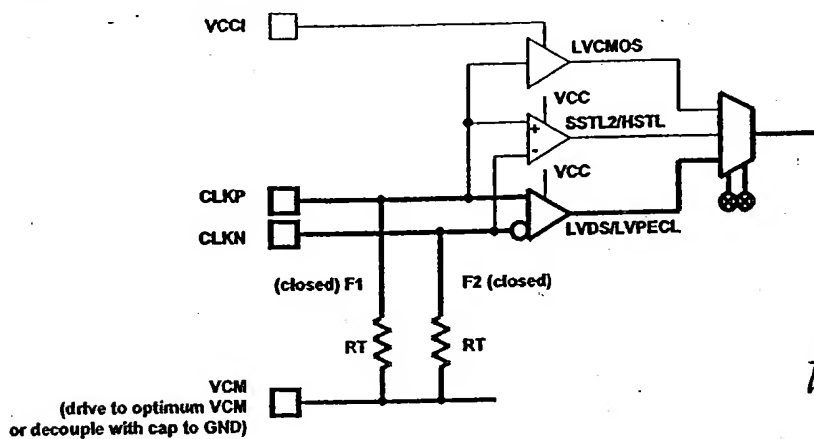 VCCI
LVCMOS
VCC
SSTL2/HSTL
+
-
VCC
CLKP
CLKN
LVDS/LVPECL
(closed) F1
F2 (closed)
RT
RT
VCM
(drive to optimum VCM
or decouple with cap to GND)